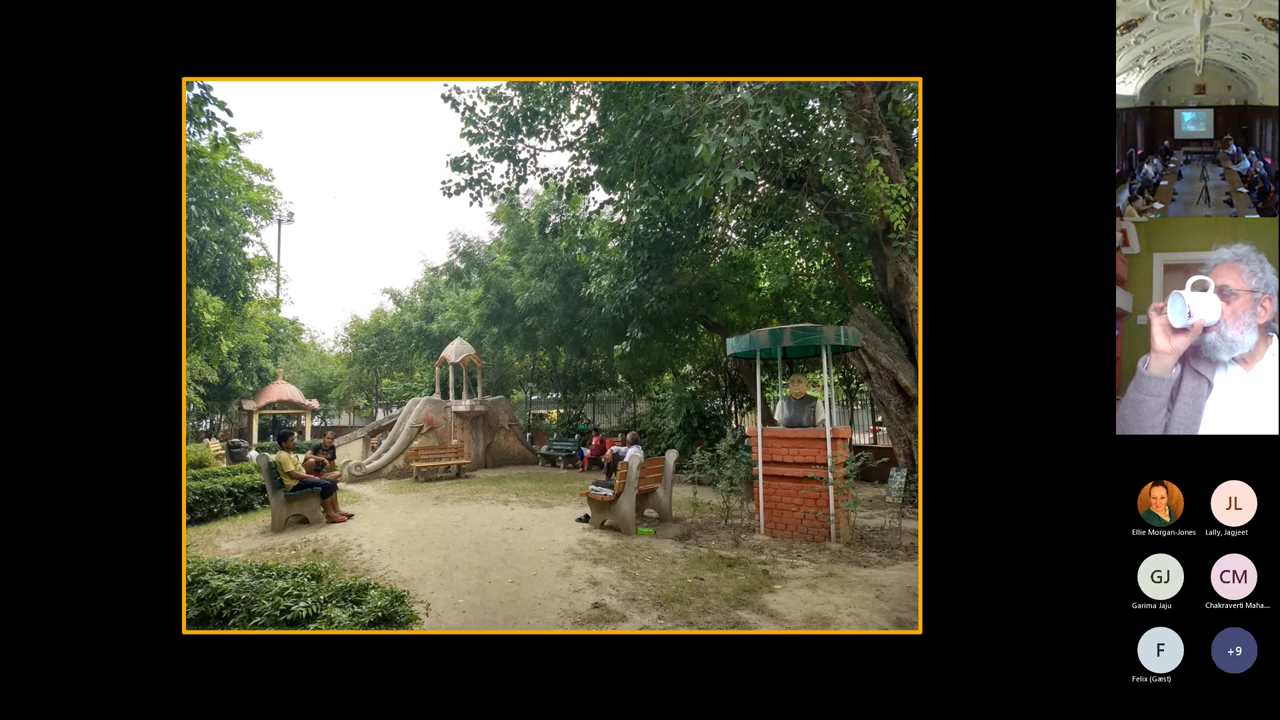 Ellie Morgan-Jones
JL
Lally, Jagjeet
GJ
Garima Jaju
CM
Chakraverti Maha...
F
Felix (Gæst)
+9